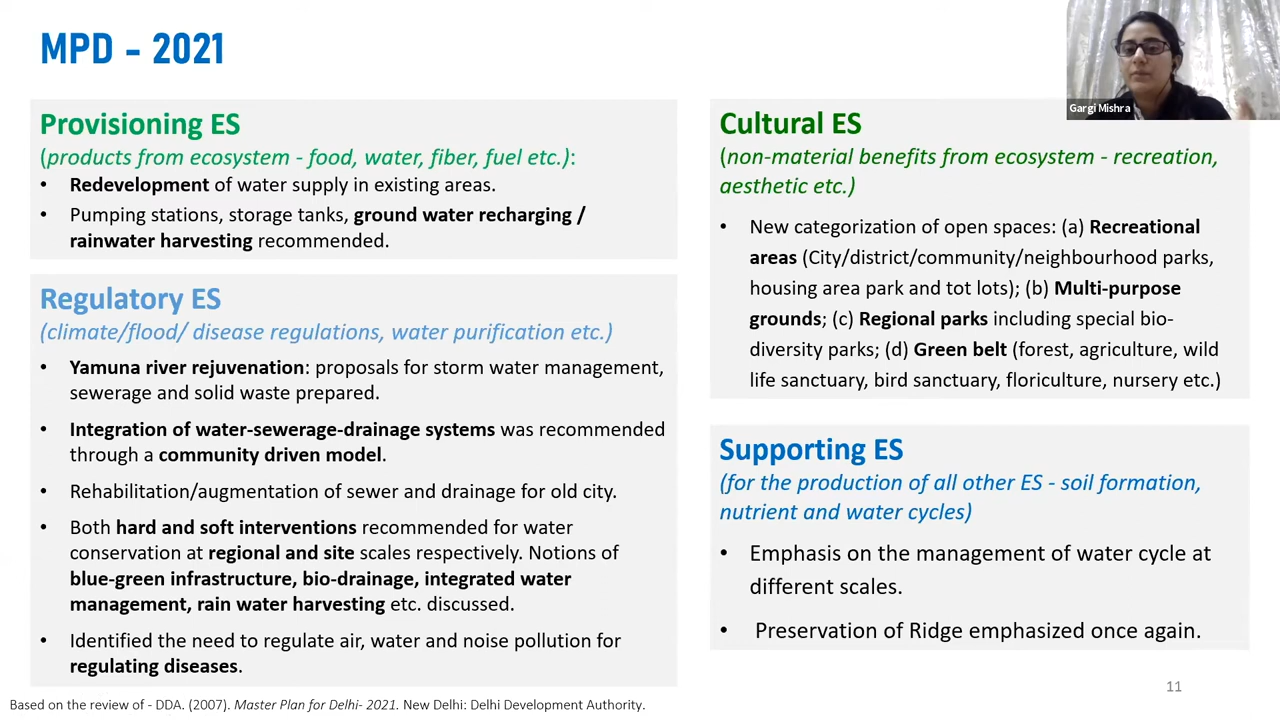 MPD - 2021
Gargi Mishra
Provisioning ES
(products from ecosystem - food, water, fiber, fuel etc.):
• Redevelopment of water supply in existing areas.
• Pumping stations, storage tanks, ground water recharging /
rainwater harvesting recommended.
Regulatory ES
(climate/flood/ disease regulations, water purification etc.)
• Yamuna river rejuvenation: proposals for storm water management,
sewerage and solid waste prepared.
• Integration of water-sewerage-drainage systems was recommended
through a community driven model.
• Rehabilitation/augmentation of sewer and drainage for old city.
• Both hard and soft interventions recommended for water
conservation at regional and site scales respectively. Notions of
blue-green infrastructure, bio-drainage, integrated water
management, rain water harvesting etc. discussed.
• Identified the need to regulate air, water and noise pollution for
regulating diseases.
Cultural ES
(non-material benefits from ecosystem - recreation,
aesthetic etc.)
• New categorization of open spaces: (a) Recreational
areas (City/district/community/neighbourhood parks,
housing area park and tot lots); (b) Multi-purpose
grounds; (c) Regional parks including special bio-
diversity parks; (d) Green belt (forest, agriculture, wild
life sanctuary, bird sanctuary, floriculture, nursery etc.)
Supporting ES
(for the production of all other ES - soil formation,
nutrient and water cycles)
• Emphasis on the management of water cycle at
different scales.
• Preservation of Ridge emphasized once again.
11
Based on the review of - DDA. (2007). Master Plan for Delhi- 2021. New Delhi: Delhi Development Authority.